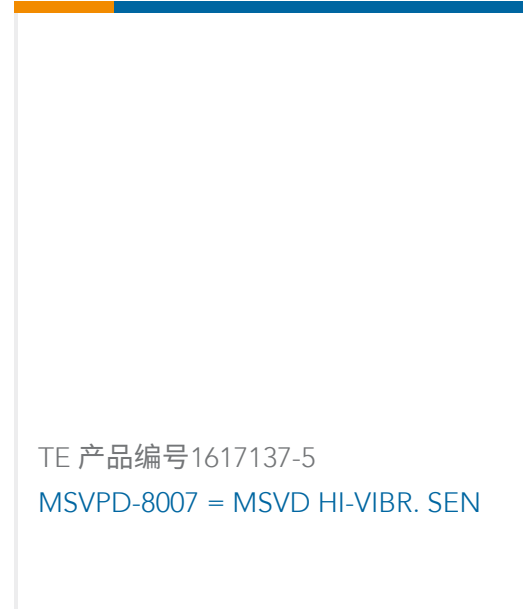 TE 产品编号1617137-5
MSVPD-8007 = MSVD HI-VIBR. SEN